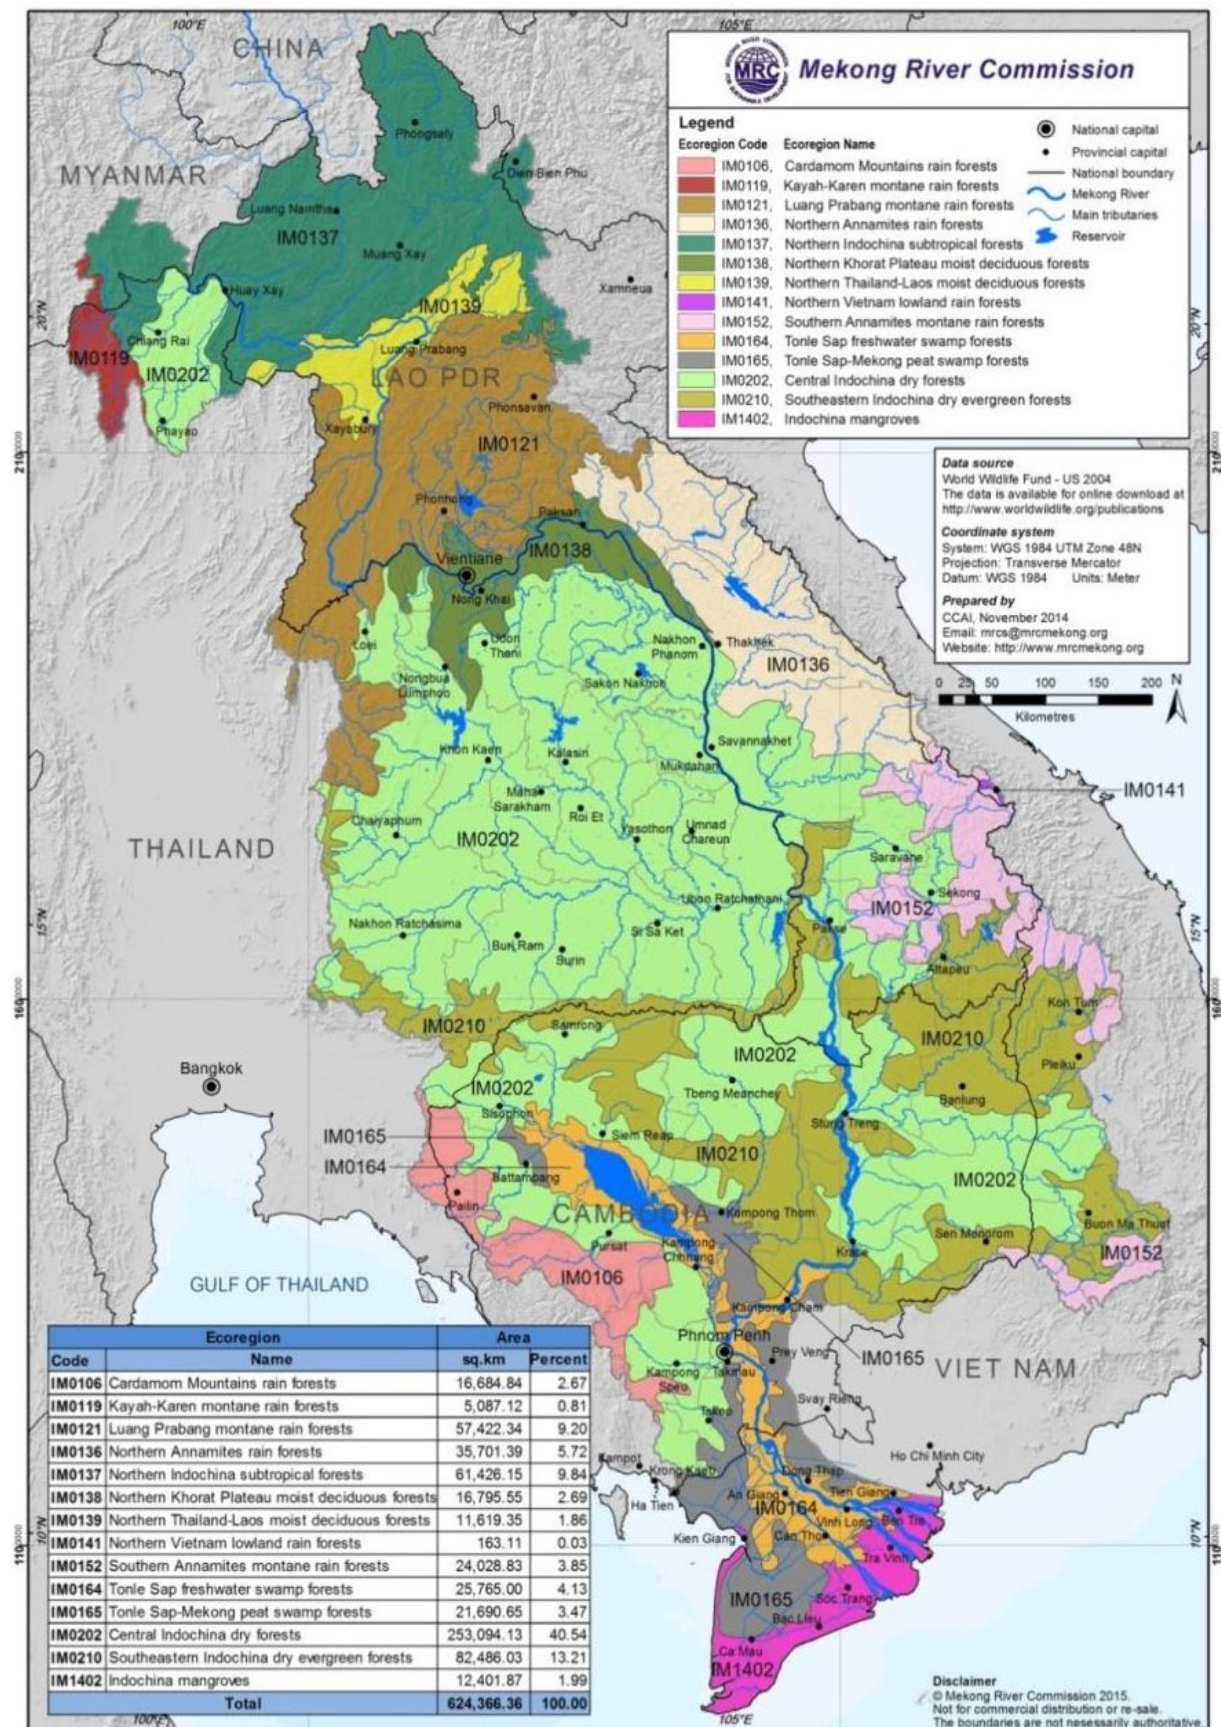 100°E
105°E
CHINA
MRC
Mekong River Commission
Legend
Ecoregion Code Ecoregion Name
IM0106, Cardamom Mountains rain forests
IM0119, Kayah-Karen montane rain forests
IM0121, Luang Prabang montane rain forests
IM0136, Northern Annamites rain forests
IM0137, Northern Indochina subtropical forests
IM0138, Northern Khorat Plateau moist deciduous forests
IM0139, Northern Thailand-Laos moist deciduous forests
IM0141, Northern Vietnam lowland rain forests
IM0152, Southern Annamites montane rain forests
IM0164, Tonle Sap freshwater swamp forests
IM0165, Tonle Sap-Mekong peat swamp forests
IM0202, Central Indochina dry forests
IM0210, Southeastern Indochina dry evergreen forests
IM1402, Indochina mangroves
National capital
Provincial capital
National boundary
Mekong River
Main tributaries
Reservoir
Phongsaly
Dien Bien Phu
MYANMAR
Luang Namtha
IM0137
Muang Xay
Xamneua
Huay Xay
IM0139
20°N
20°N
Chiang Rai
IM0119
IM0202
Luang Prabang
LAO PDR
Phonsavan
Phayao
Xayabury
IM0121
Data source
World Wildlife Fund - US 2004
The data is available for online download at
http://www.worldwildlife.org/publications
Coordinate system
System: WGS 1984 UTM Zone 48N
Projection: Transverse Mercator
Datum: WGS 1984 Units: Meter
Prepared by
CCAI, November 2014
Email: mrcs@mrcmekong.org
Website: http://www.mrcmekong.org
Phonhong
Paksan
IM0138
Vientiane
Nong Khai
Loei
Udon
Thani
Nakhon
Phanom
Thakhek
IM0136
Nongbua
Lumphoo
Sakon Nakhon
0 25 50 100 150 200
Kilometres
N
Khon Kaen
Kalasin
Savannakhet
Mukdahan
IM0141
Maha
Sarakham
Roi Et
Chaiyaphum
IM0202
Yasothon
Umnad
Chareun
THAILAND
Saravane
Sekong
IM0152
Ubon Ratchathani
Nakhon Ratchasima
Buri Ram
Surin
Si Sa Ket
Pakse
15°N
15°N
Attapeu
Kon Tum
IM0210
Samrong
IM0202
IM0210
Pleiku
Bangkok
IM0202
Tbeng Meanchey
Banlung
Sisophon
Stung Treng
IM0165
Siem Reap
IM0164
IM0210
Battambang
IM0202
Pailin
CAMBODIA
Kampong Thom
Buon Ma Thuot
Pursat
Kampong
Chhnang
Kratie
Sen Monorom
IM0152
GULF OF THAILAND
IM0106
Kampong Cham
Phnom Penh
IM0165
VIET NAM
Kampong
Speu
Takmau
Prey Veng
Svay Rieng
Takeo
Ho Chi Minh City
Kampot
Krong Kaeb
Dong Thap
Ha Tien
An Giang
IM0164
Tien Giang
Kien Giang
Vinh Long
Ben Tre
Can Tho
10°N
Tra Vinh
IM0165
Soc Trang
Bac Lieu
Ca Mau
IM1402
Ecoregion Area
Code Name sq.km Percent
IM0106 Cardamom Mountains rain forests 16,684.84 2.67
IM0119 Kayah-Karen montane rain forests 5,087.12 0.81
IM0121 Luang Prabang montane rain forests 57,422.34 9.20
IM0136 Northern Annamites rain forests 35,701.39 5.72
IM0137 Northern Indochina subtropical forests 61,426.15 9.84
IM0138 Northern Khorat Plateau moist deciduous forests 16,795.55 2.69
IM0139 Northern Thailand-Laos moist deciduous forests 11,619.35 1.86
IM0141 Northern Vietnam lowland rain forests 163.11 0.03
IM0152 Southern Annamites montane rain forests 24,028.83 3.85
IM0164 Tonle Sap freshwater swamp forests 25,765.00 4.13
IM0165 Tonle Sap-Mekong peat swamp forests 21,690.65 3.47
IM0202 Central Indochina dry forests 253,094.13 40.54
IM0210 Southeastern Indochina dry evergreen forests 82,486.03 13.21
IM1402 Indochina mangroves 12,401.87 1.99
Total 624,366.36 100.00
100°E
105°E
Disclaimer
© Mekong River Commission 2015.
Not for commercial distribution or re-sale.
The boundaries are not nesessarily authoritative.